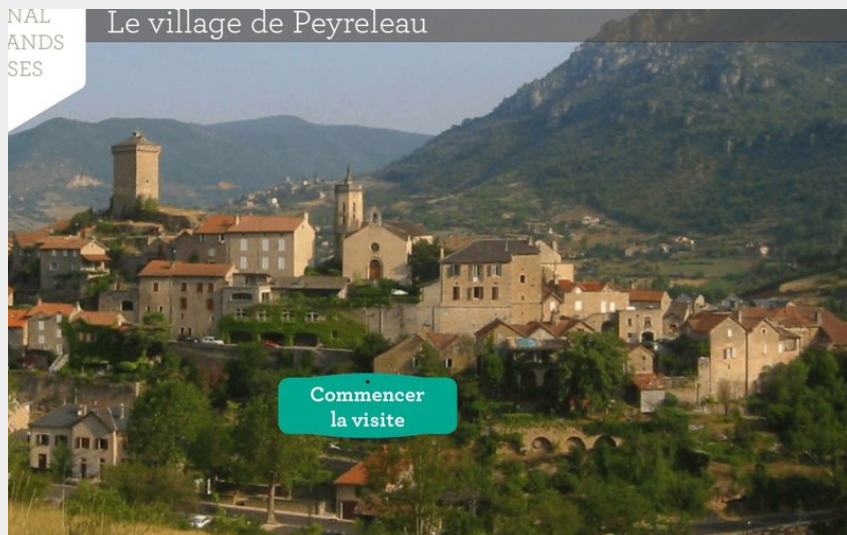 NAL
ANDS
SES
Le village de Peyreleau
Commencer
la visite